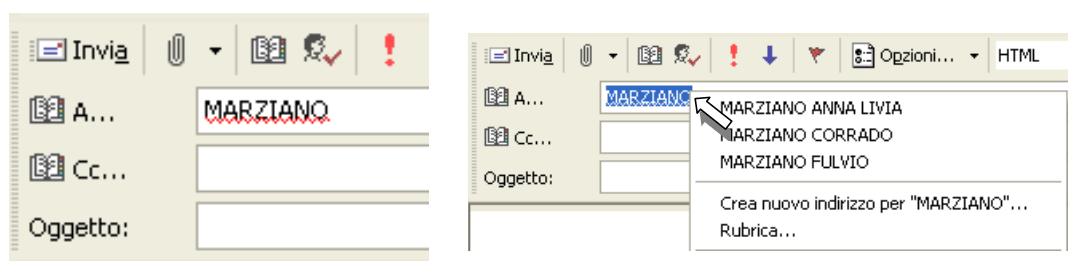 Invia
A... MARZIANO
Cc...
Oggetto:
Invia Opzioni... HTML
A... MARZIANO
Cc...
Oggetto:
MARZIANO ANNA LIVIA
MARZIANO CORRADO
MARZIANO FULVIO
Crea nuovo indirizzo per "MARZIANO"...
Rubrica...